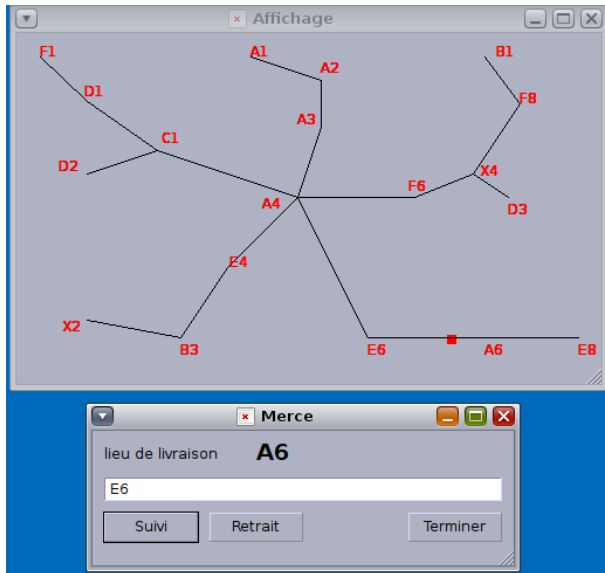 Affichage
F1
A1
B1
A2
D1
F8
A3
C1
D2
X4
F6
A4
D3
E4
X2
B3
E6
A6
E8
Merce
lieu de livraison A6
E6
Suivi Retrait Terminer